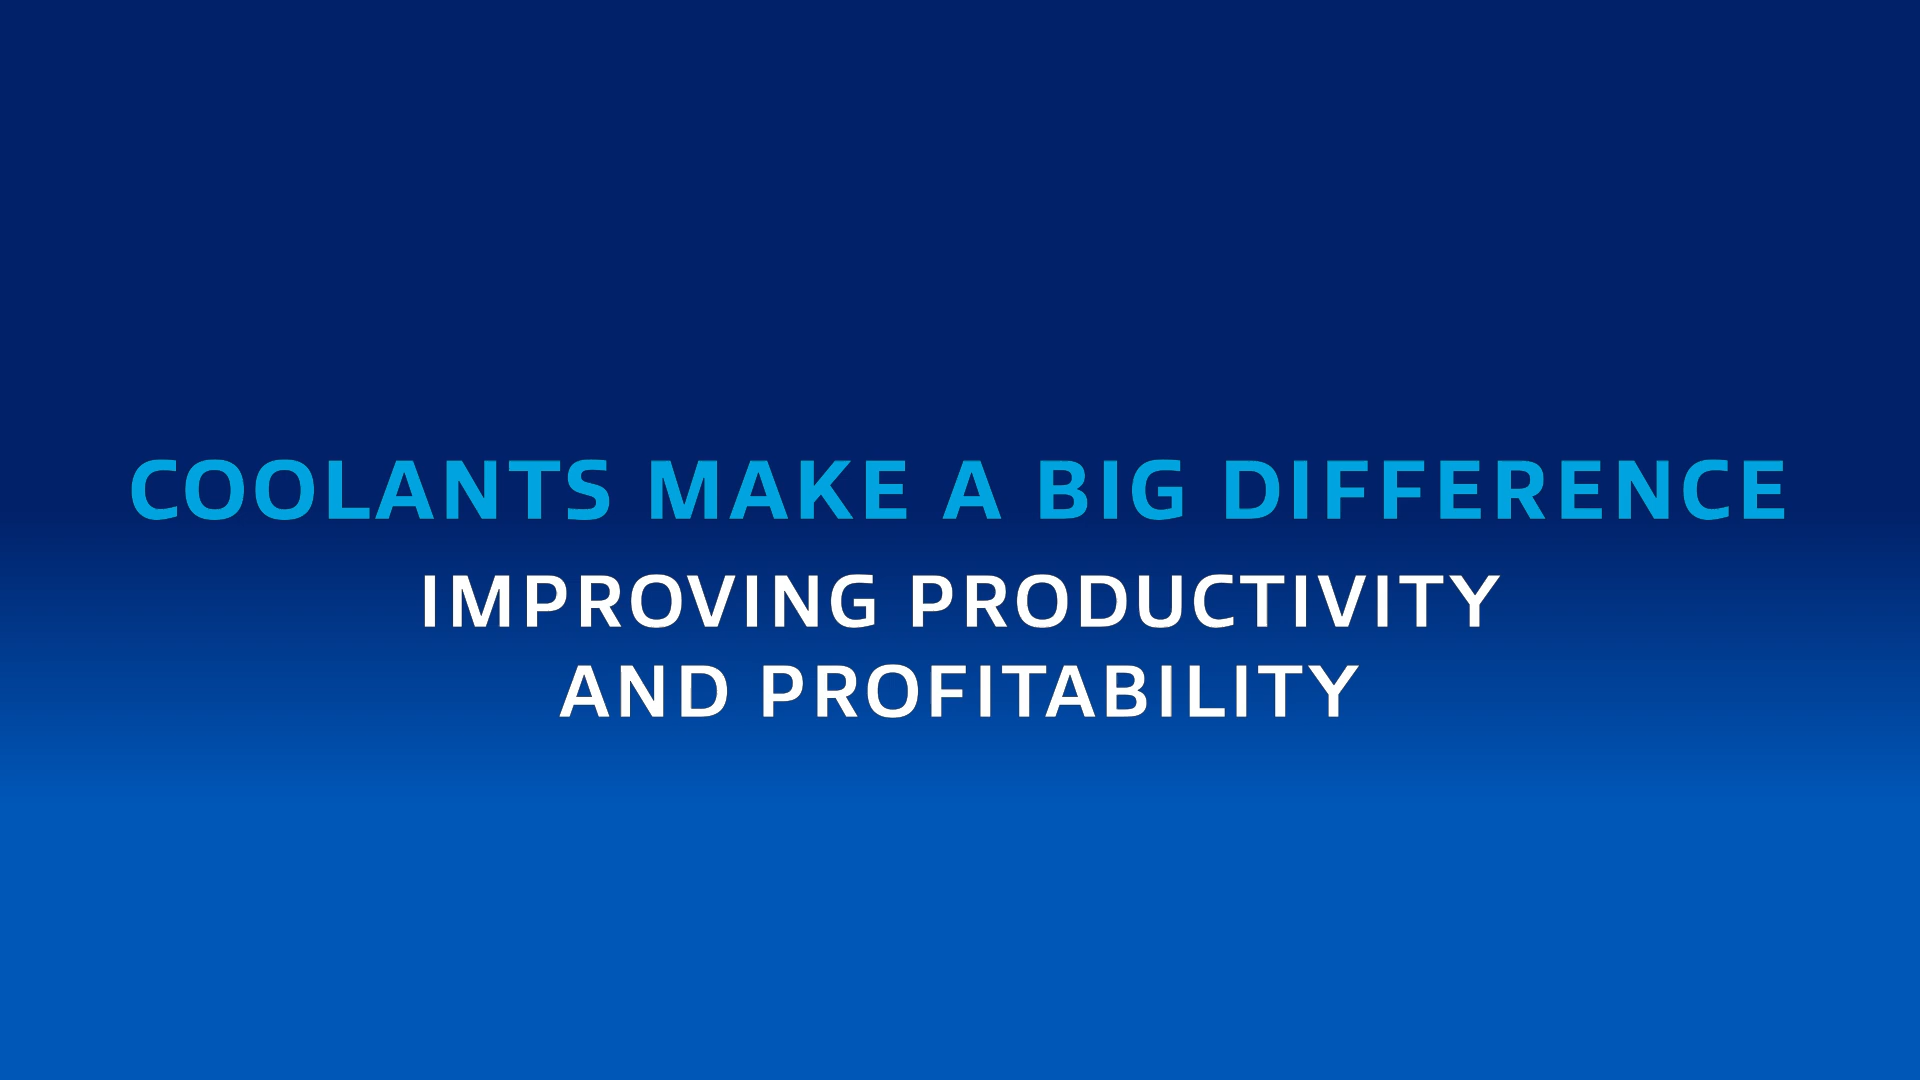 COOLANTS MAKE A BIG DIFFERENCE
IMPROVING PRODUCTIVITY
AND PROFITABILITY